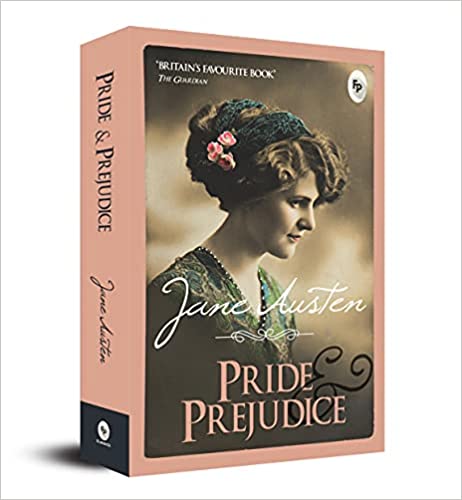 PRIDE & PREJUDICE
Jane Austen
"BRITAIN'S FAVOURITE BOOK"
THE GUARDIAN
FP
Jane Austen
PRIDE &
PREJUDICE